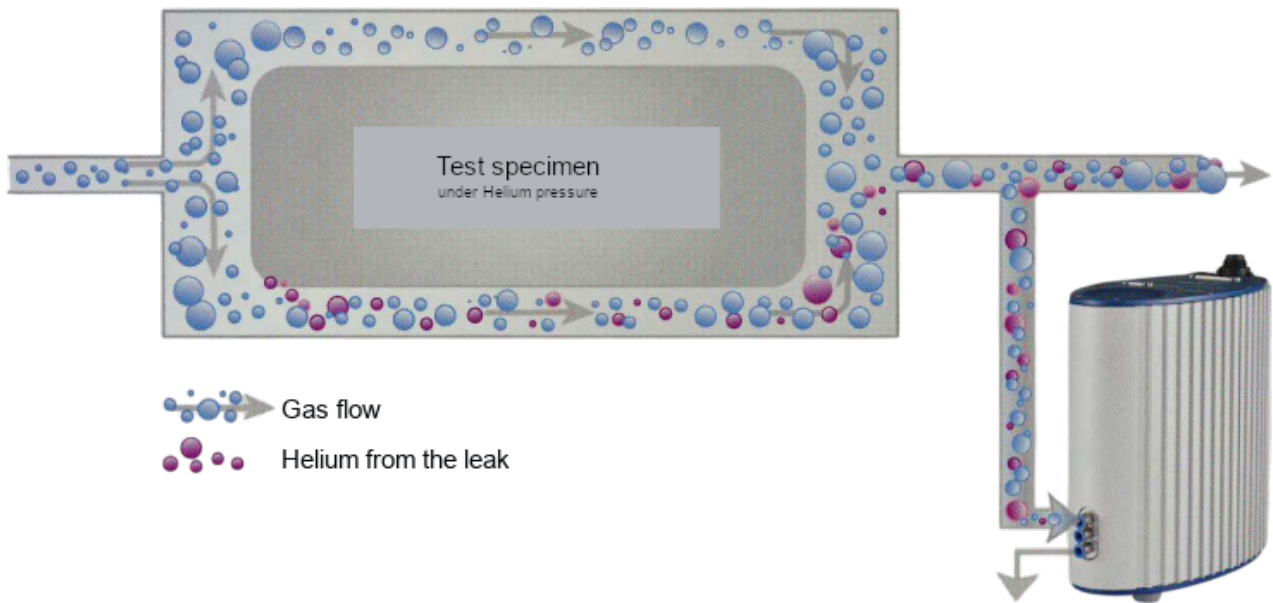 Test specimen
under Helium pressure
Gas flow
Helium from the leak